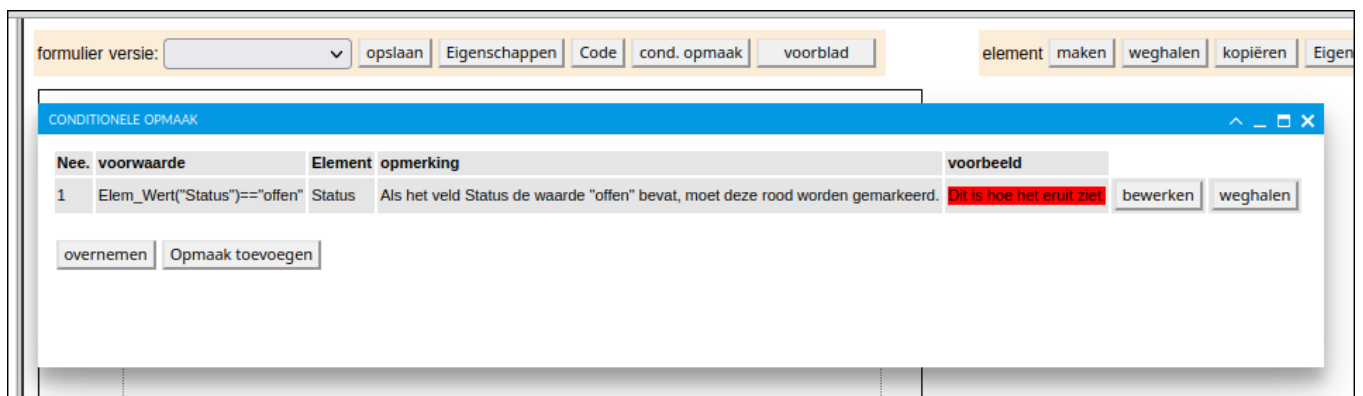 formulier versie: opslaan Eigenschappen Code cond. opmaak voorblad element maken weghalen kopiëren Eigen
CONDITIONELE OPMAAK
Nee. voorwaarde Element opmerking voorbeeld
1 Elem_Wert("Status")=="offen" Status Als het veld Status de waarde "offen" bevat, moet deze rood worden gemarkeerd. Dit is hoe het eruit ziet. bewerken weghalen
overnemen Opmaak toevoegen